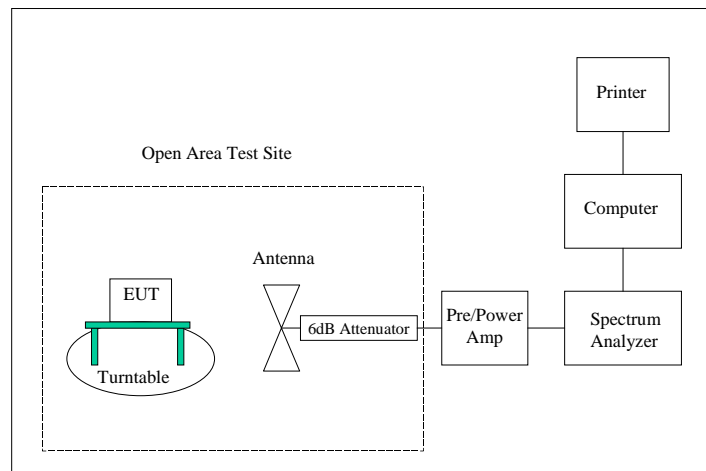 Printer
Open Area Test Site
Computer
Antenna
EUT
6dB Attenuator
Pre/Power
Amp
Spectrum
Analyzer
Turntable